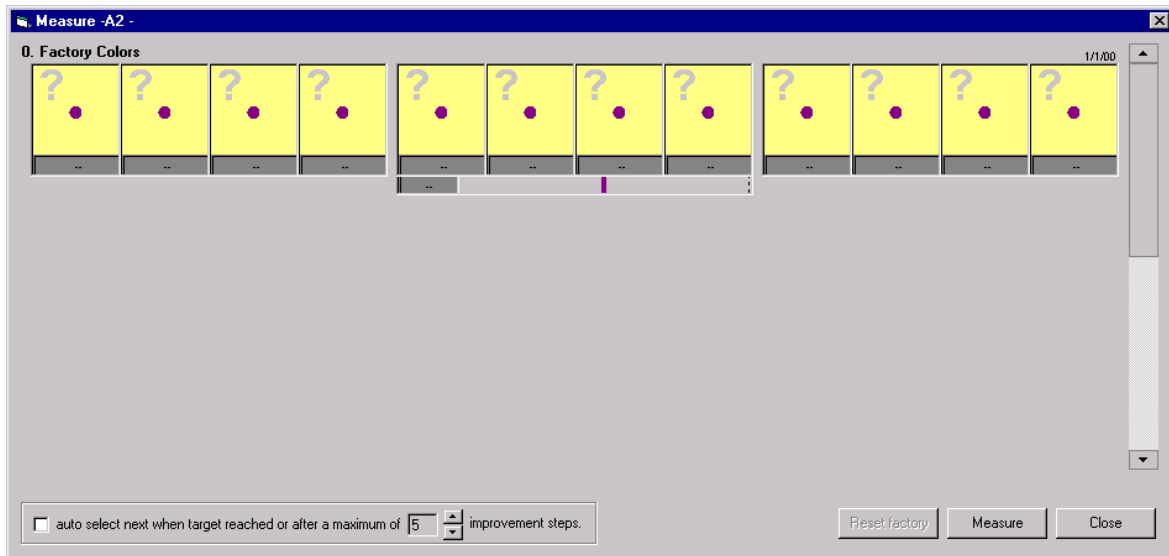 Measure -A2 -
0. Factory Colors
1/1/00
? ? ? ? ? ? ? ? ? ? ? ?
-- -- -- -- -- -- -- -- -- -- -- --
--
auto select next when target reached or after a maximum of 5 improvement steps.
Reset factory Measure Close